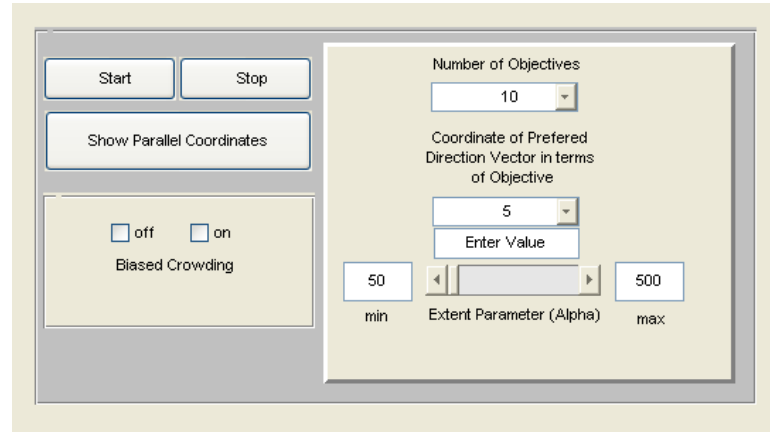 Start
Stop
Show Parallel Coordinates
off
on
Biased Crowding
Number of Objectives
10
Coordinate of Prefered
Direction Vector in terms
of Objective
5
Enter Value
50
500
min
Extent Parameter (Alpha)
max